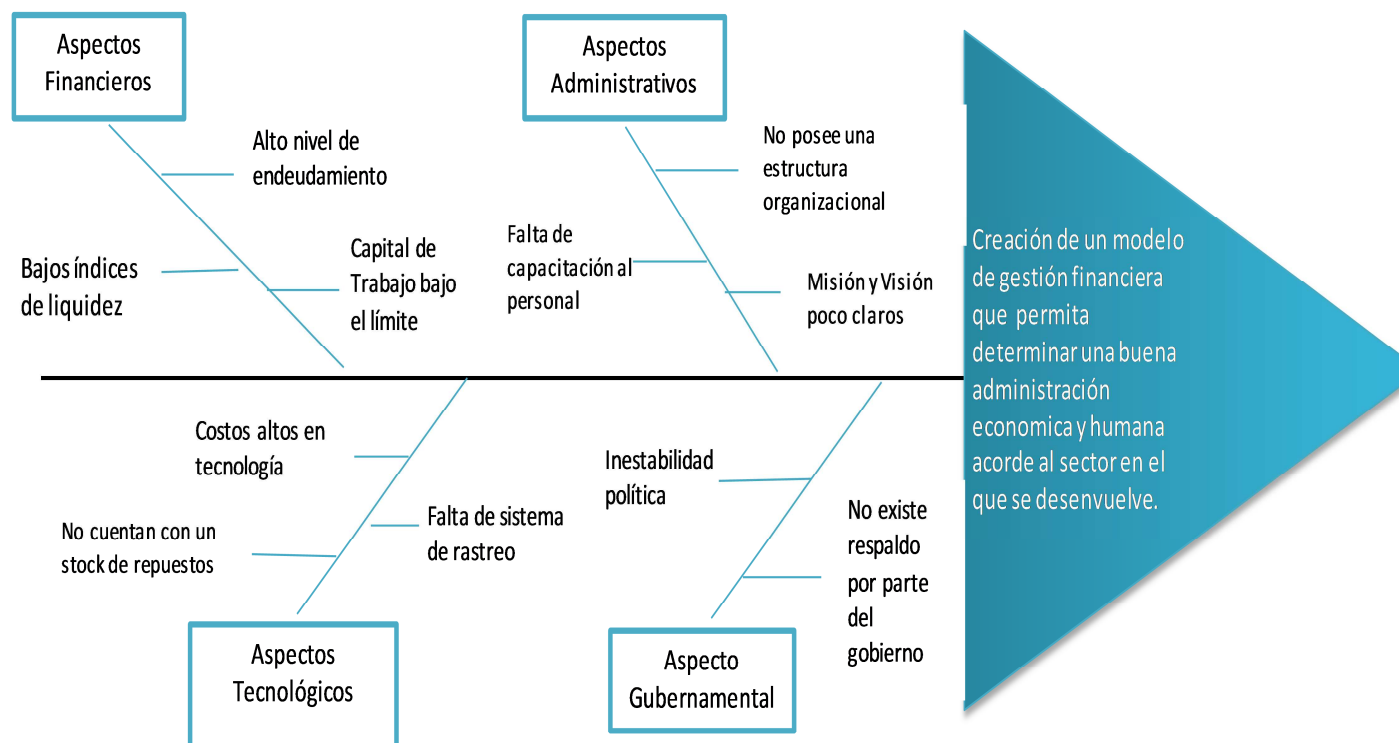 Aspectos
Financieros
Aspectos
Administrativos
Alto nivel de
endeudamiento
No posee una
estructura
organizacional
Bajos índices
de liquidez
Capital de
Trabajo bajo
el límite
Falta de
capacitación al
personal
Misión y Visión
poco claros
Creación de un modelo
de gestión financiera
que permita
determinar una buena
administración
economica y humana
acorde al sector en el
que se desenvuelve.
Costos altos en
tecnología
Inestabilidad
política
No cuentan con un
stock de repuestos
Falta de sistema
de rastreo
No existe
respaldo
por parte
del
gobierno
Aspectos
Tecnológicos
Aspecto
Gubernamental